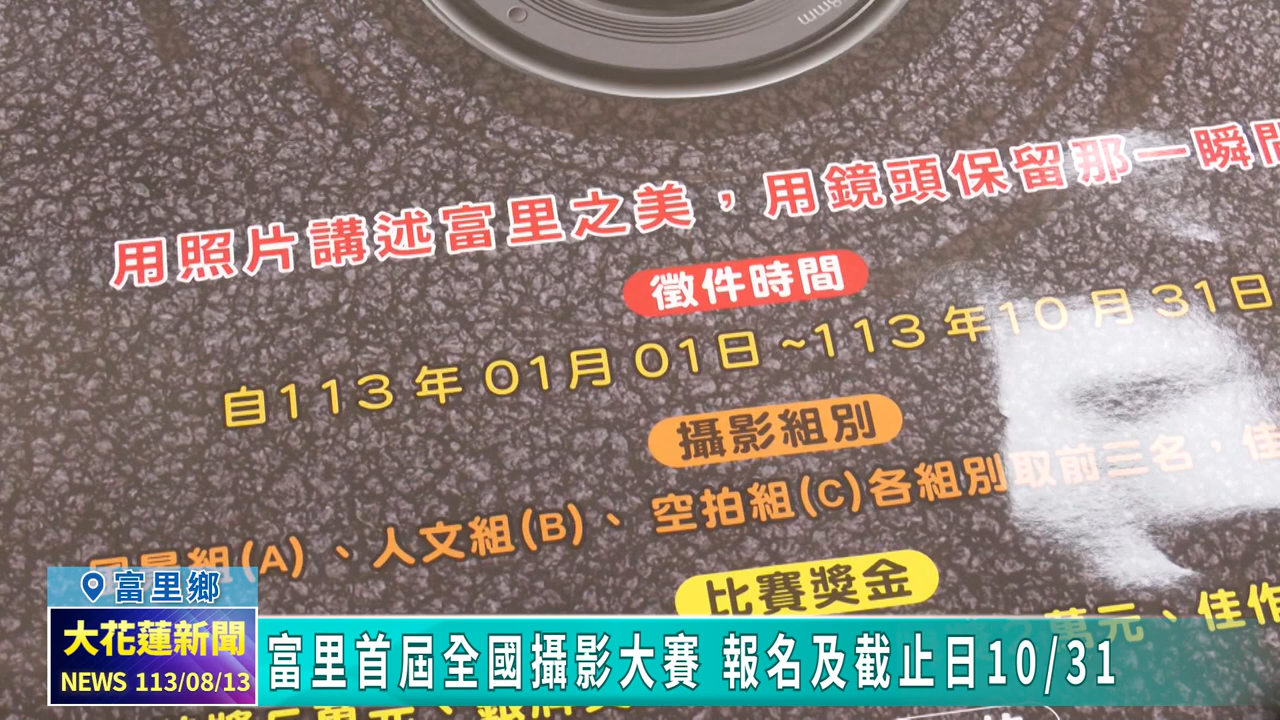 8mm
用照片講述富里之美，用鏡頭保留那一瞬間
徵件時間
自113 年 01月 01日 ~113 年10 月 31日
攝影組別
組(A) 、人文組(B) 、 空拍組(C)各組別取前三名，佳
比賽獎金
萬元、佳作
富里鄉
大花蓮新聞
NEWS 113/08/13
富里首屆全國攝影大賽 報名及截止日10/31